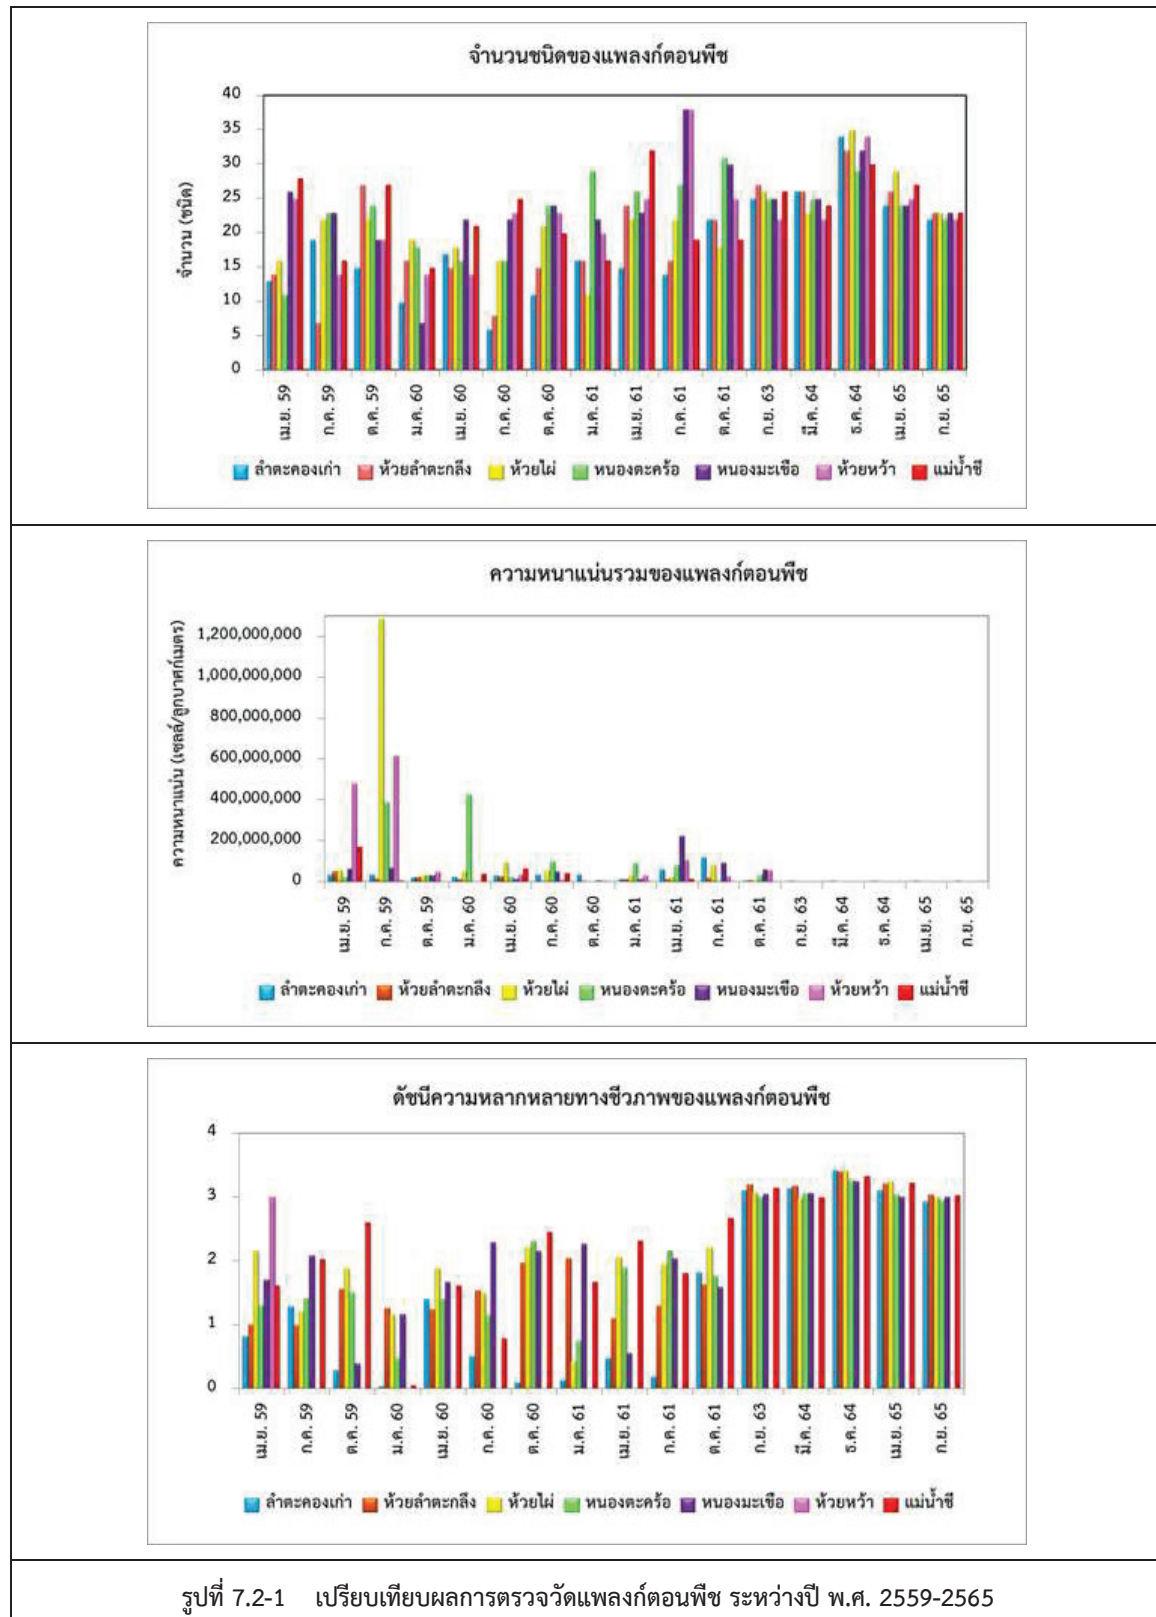 จำนวนชนิดของแพลงก์ตอนพืช
จำนวน (ชนิด)
40
35
30
25
20
15
10
5
0
เม.ย. 59
ก.ค. 59
ต.ค. 59
ม.ค. 60
เม.ย. 60
ก.ค. 60
ต.ค. 60
ม.ค. 61
เม.ย. 61
ก.ค. 61
ต.ค. 61
ก.ย. 63
มี.ค. 64
ธ.ค. 64
เม.ย. 65
ก.ย. 65
ลำตะคองเก่า ห้วยลำตะกลึง ห้วยไผ่ หนองตะคร้อ หนองมะเขือ ห้วยหว้า แม่น้ำชี
ความหนาแน่นรวมของแพลงก์ตอนพืช
ความหนาแน่น (เซลล์/ลูกบาศก์เมตร)
1,200,000,000
1,000,000,000
800,000,000
600,000,000
400,000,000
200,000,000
0
เม.ย. 59
ก.ค. 59
ต.ค. 59
ม.ค. 60
เม.ย. 60
ก.ค. 60
ต.ค. 60
ม.ค. 61
เม.ย. 61
ก.ค. 61
ต.ค. 61
ก.ย. 63
มี.ค. 64
ธ.ค. 64
เม.ย. 65
ก.ย. 65
ลำตะคองเก่า ห้วยลำตะกลึง ห้วยไผ่ หนองตะคร้อ หนองมะเขือ ห้วยหว้า แม่น้ำชี
ดัชนีความหลากหลายทางชีวภาพของแพลงก์ตอนพืช
4
3
2
1
0
เม.ย. 59
ก.ค. 59
ต.ค. 59
ม.ค. 60
เม.ย. 60
ก.ค. 60
ต.ค. 60
ม.ค. 61
เม.ย. 61
ก.ค. 61
ต.ค. 61
ก.ย. 63
มี.ค. 64
ธ.ค. 64
เม.ย. 65
ก.ย. 65
ลำตะคองเก่า ห้วยลำตะกลึง ห้วยไผ่ หนองตะคร้อ หนองมะเขือ ห้วยหว้า แม่น้ำชี
รูปที่ 7.2-1 เปรียบเทียบผลการตรวจวัดแพลงก์ตอนพืช ระหว่างปี พ.ศ. 2559-2565